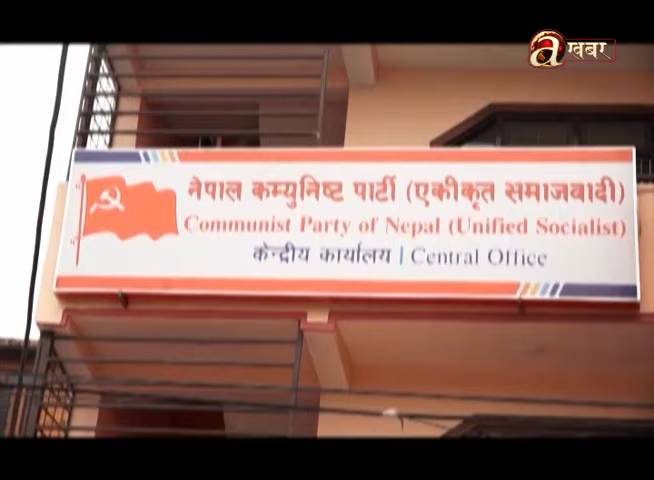 a खबर
नेपाल कम्युनिष्ट पार्टी (एकीकृत समाजवादी)
Communist Party of Nepal (Unified Socialist)
केन्द्रीय कार्यालय | Central Office